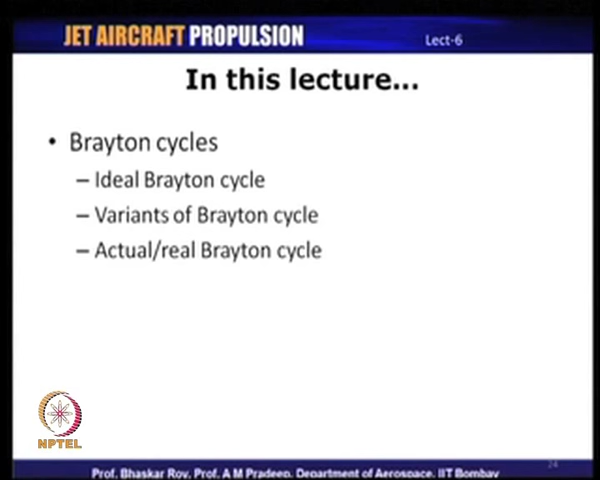 JET AIRCRAFT PROPULSION Lect-6
In this lecture...
• Brayton cycles
– Ideal Brayton cycle
– Variants of Brayton cycle
– Actual/real Brayton cycle
NPTEL
24
Prof. Bhaskar Roy, Prof. A M Pradeep, Department of Aerospace, IIT Bombay